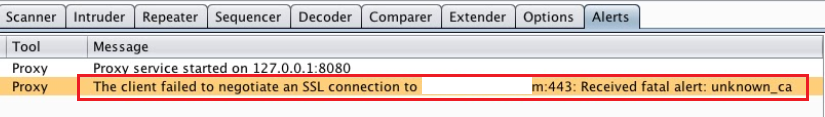 Scanner Intruder Repeater Sequencer Decoder Comparer Extender Options Alerts
Tool Message
Proxy Proxy service started on 127.0.0.1:8080
Proxy The client failed to negotiate an SSL connection to m:443: Received fatal alert: unknown_ca